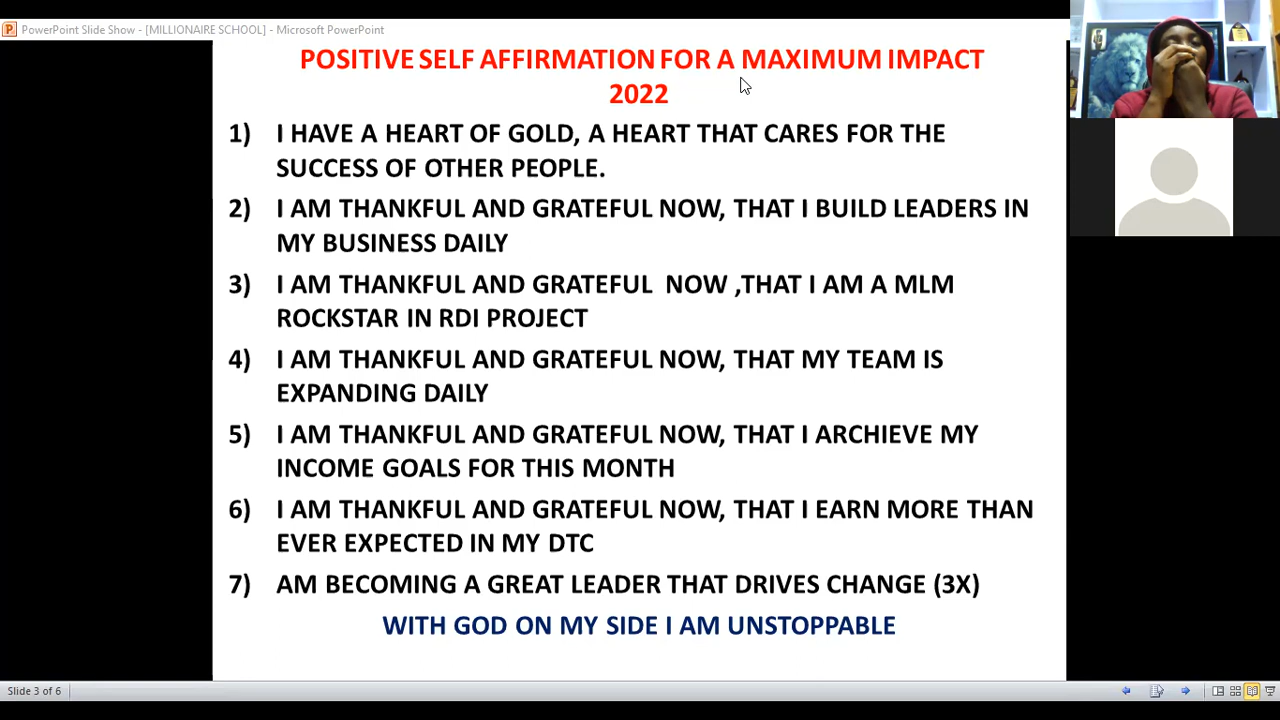 PowerPoint Slide Show - [MILLIONAIRE SCHOOL] - Microsoft PowerPoint
POSITIVE SELF AFFIRMATION FOR A MAXIMUM IMPACT
2022
1) I HAVE A HEART OF GOLD, A HEART THAT CARES FOR THE
SUCCESS OF OTHER PEOPLE.
2) I AM THANKFUL AND GRATEFUL NOW, THAT I BUILD LEADERS IN
MY BUSINESS DAILY
3) I AM THANKFUL AND GRATEFUL  NOW ,THAT I AM A MLM
ROCKSTAR IN RDI PROJECT
4) I AM THANKFUL AND GRATEFUL NOW, THAT MY TEAM IS
EXPANDING DAILY
5) I AM THANKFUL AND GRATEFUL NOW, THAT I ARCHIEVE MY
INCOME GOALS FOR THIS MONTH
6) I AM THANKFUL AND GRATEFUL NOW, THAT I EARN MORE THAN
EVER EXPECTED IN MY DTC
7) AM BECOMING A GREAT LEADER THAT DRIVES CHANGE (3X)
WITH GOD ON MY SIDE I AM UNSTOPPABLE
Slide 3 of 6